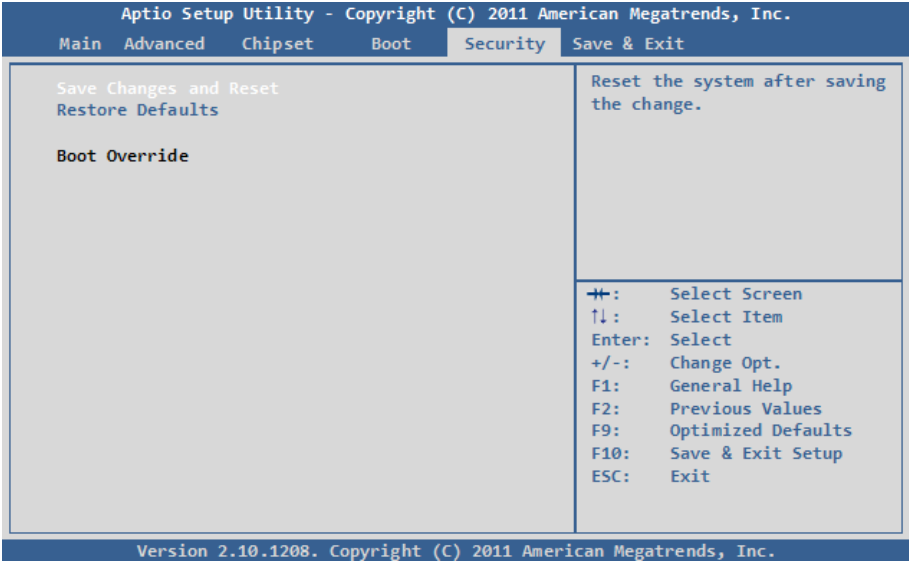 Aptio Setup Utility - Copyright (C) 2011 American Megatrends, Inc.
Main Advanced Chipset Boot Security Save & Exit
Save Changes and Reset
Restore Defaults
Boot Override
Reset the system after saving
the change.
→←: Select Screen
↑↓: Select Item
Enter: Select
+/-: Change Opt.
F1: General Help
F2: Previous Values
F9: Optimized Defaults
F10: Save & Exit Setup
ESC: Exit
Version 2.10.1208. Copyright (C) 2011 American Megatrends, Inc.